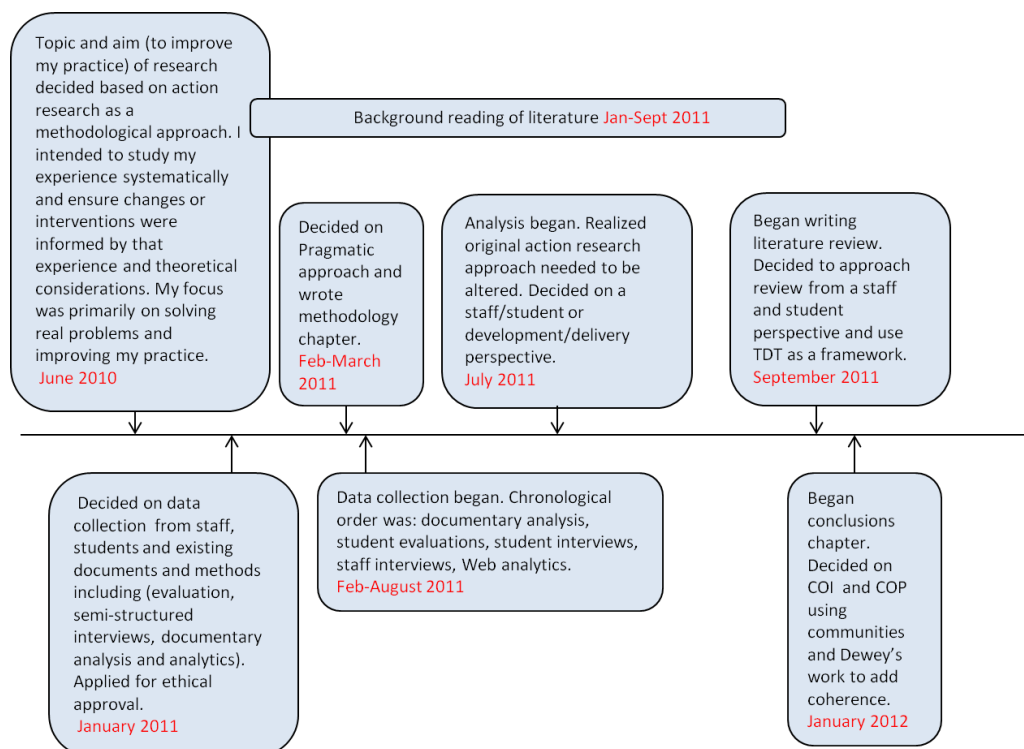 Topic and aim (to improve
my practice) of research
decided based on action
research as a
methodological approach. I
intended to study my
experience systematically
and ensure changes or
interventions were
informed by that
experience and theoretical
considerations. My focus
was primarily on solving
real problems and
improving my practice.
June 2010
Background reading of literature Jan-Sept 2011
Decided on
Pragmatic
approach and
wrote
methodology
chapter.
Feb-March
2011
Analysis began. Realized
original action research
approach needed to be
altered. Decided on a
staff/student or
development/delivery
perspective.
July 2011
Began writing
literature review.
Decided to approach
review from a staff
and student
perspective and use
TDT as a framework.
September 2011
Decided on data
collection from staff,
students and existing
documents and methods
including (evaluation,
semi-structured
interviews, documentary
analysis and analytics).
Applied for ethical
approval.
January 2011
Data collection began. Chronological
order was: documentary analysis,
student evaluations, student interviews,
staff interviews, Web analytics.
Feb-August 2011
Began
conclusions
chapter.
Decided on
COI and COP
using
communities
and Dewey's
work to add
coherence.
January 2012